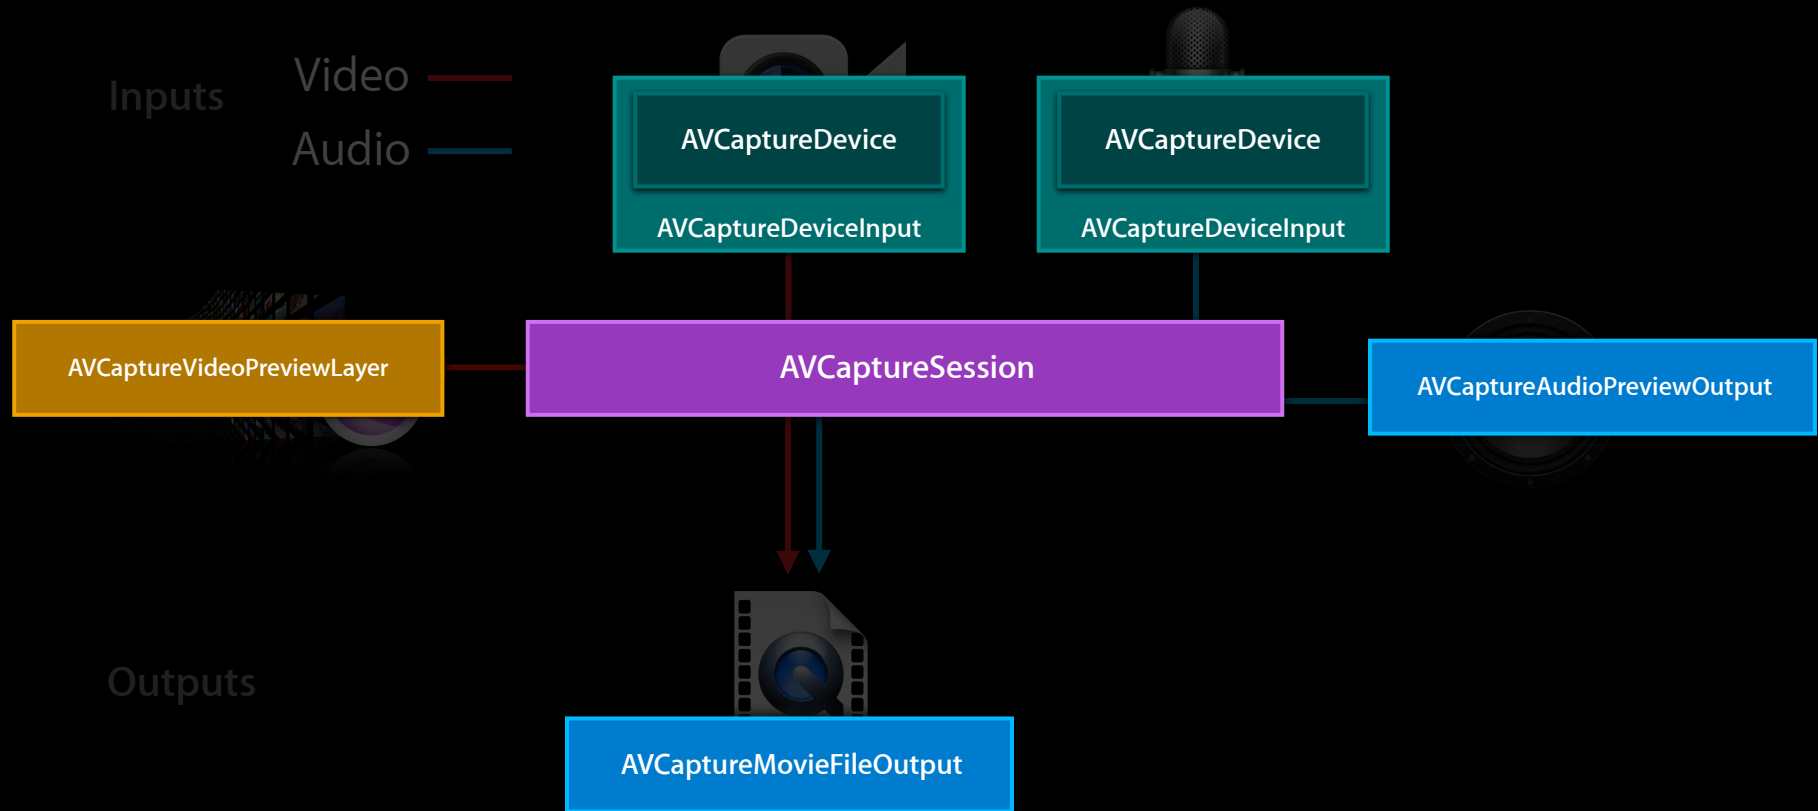 Inputs
Video
Audio
AVCaptureDevice
AVCaptureDeviceInput
AVCaptureDevice
AVCaptureDeviceInput
AVCaptureVideoPreviewLayer
AVCaptureSession
AVCaptureAudioPreviewOutput
Outputs
AVCaptureMovieFileOutput